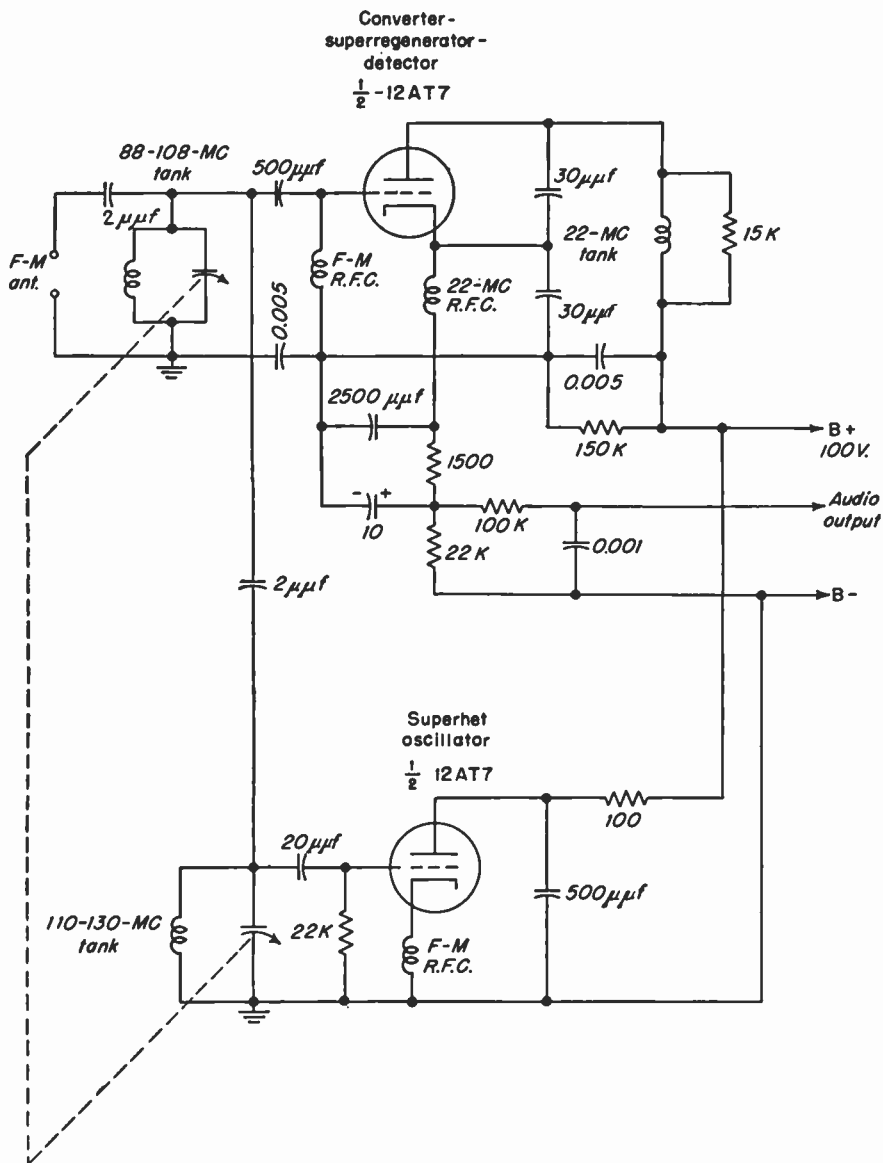 Converter-
superregenerator-
detector
1/2 -12AT7
88-108-MC
tank
500μμf
2μμf
30μμf
F-M
ant.
F-M
R.F.C.
22-MC
R.F.C.
22-MC
tank
15K
0.005
30μμf
0.005
2500 μμf
150K
B+
100V.
1500
- +
10
100K
Audio
output
22K
0.001
B-
2μμf
Superhet
oscillator
1/2 12AT7
100
20μμf
110-130-MC
tank
22K
F-M
R.F.C.
500μμf